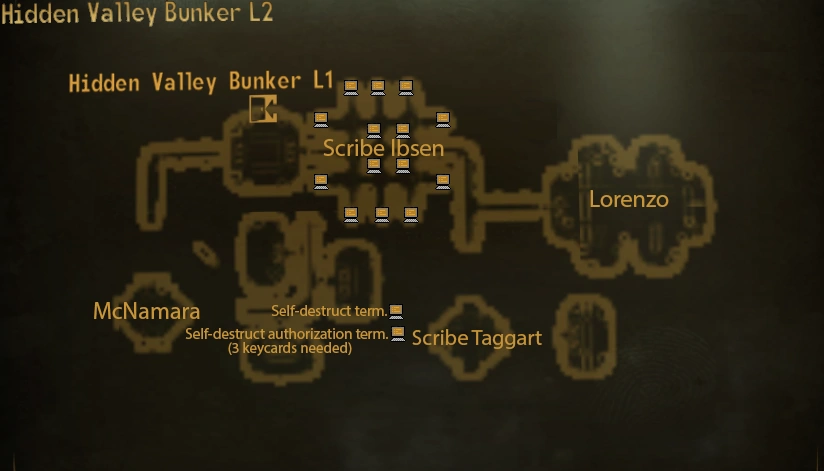 Hidden Valley Bunker L2
Hidden Valley Bunker L1
Scribe Ibsen
Lorenzo
McNamara
Self-destruct term.
Self-destruct authorization term.
(3 keycards needed)
Scribe Taggart